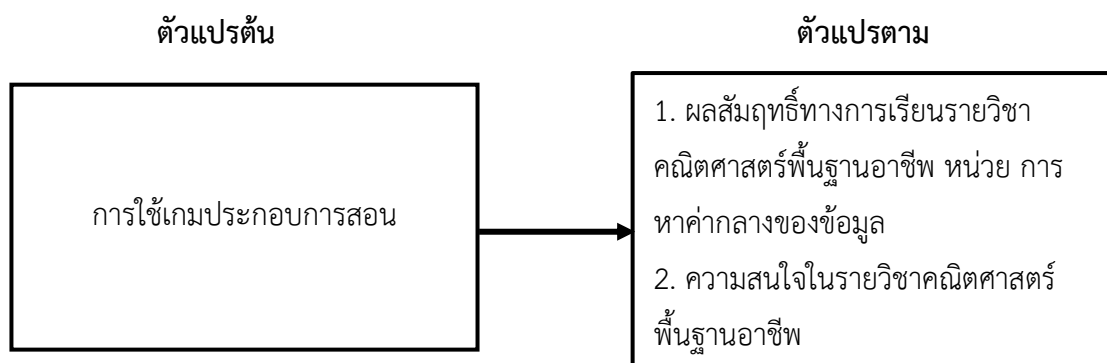 ตัวแปรต้น
ตัวแปรตาม
การใช้เกมประกอบการสอน
1. ผลสัมฤทธิ์ทางการเรียนรายวิชา
คณิตศาสตร์พื้นฐานอาชีพ หน่วย การ
หาค่ากลางของข้อมูล
2. ความสนใจในรายวิชาคณิตศาสตร์
พื้นฐานอาชีพ